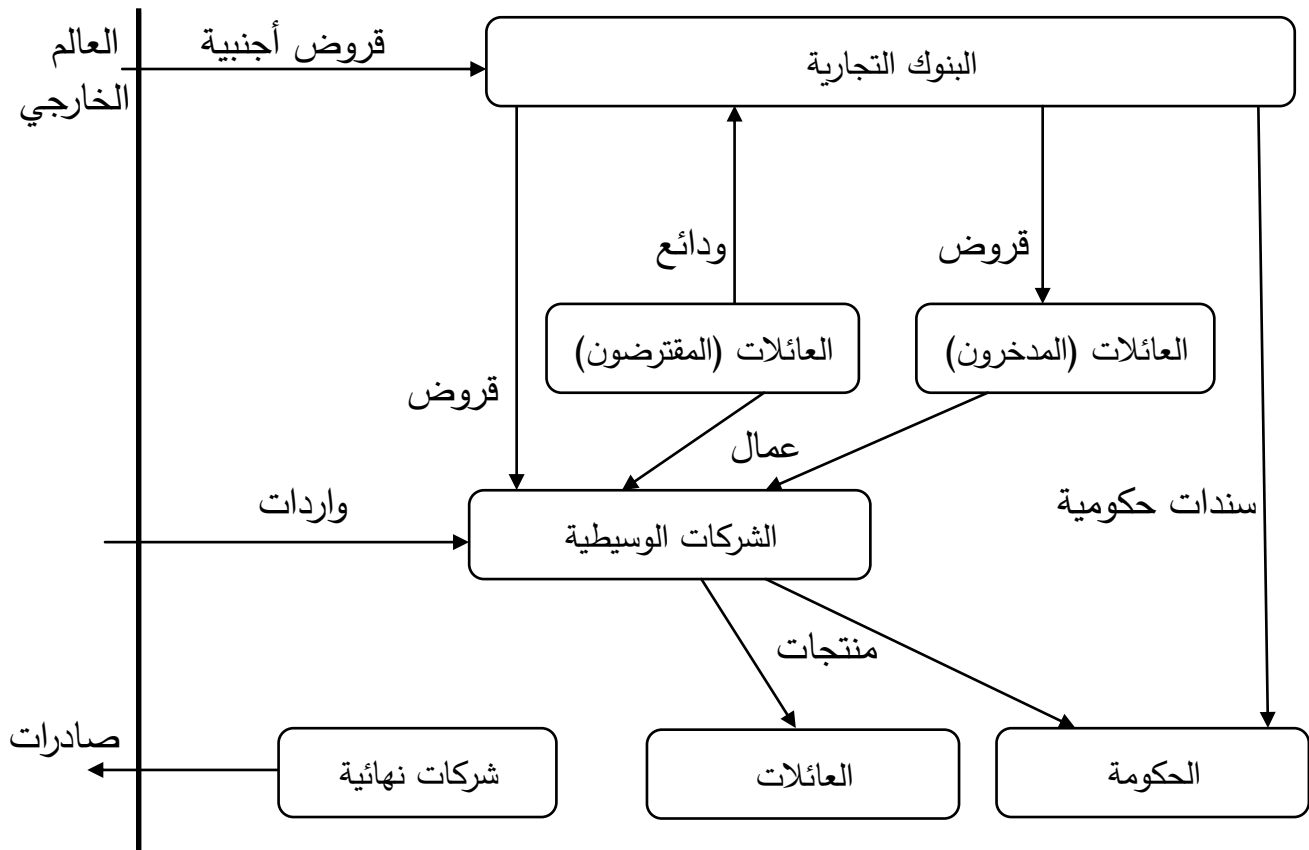 العالم
الخارجي
قروض أجنبية
البنوك التجارية
ودائع
قروض
العائلات (المقترضون)
العائلات (المدخرون)
قروض
عمال
سندات حكومية
واردات
الشركات الوسيطية
منتجات
صادرات
شركات نهائية
العائلات
الحكومة